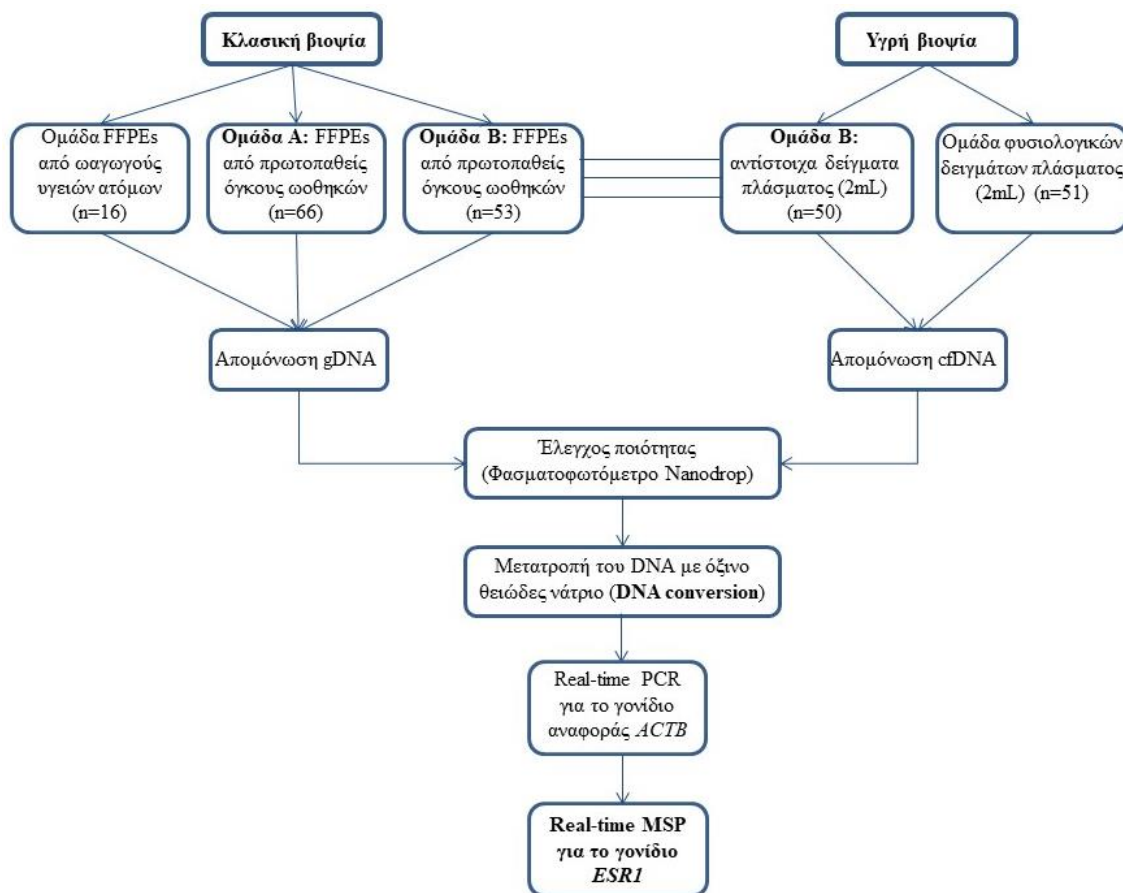 Κλασική βιοψία
Υγρή βιοψία
Ομάδα FFPEs
από ωαγωγούς
υγειών ατόμων
(n=16)
Ομάδα Α: FFPEs
από πρωτοπαθείς
όγκους ωοθηκών
(n=66)
Ομάδα Β: FFPEs
από πρωτοπαθείς
όγκους ωοθηκών
(n=53)
Ομάδα Β:
αντίστοιχα δείγματα
πλάσματος (2mL)
(n=50)
Ομάδα φυσιολογικών
δειγμάτων πλάσματος
(2mL) (n=51)
Απομόνωση gDNA
Απομόνωση cfDNA
Έλεγχος ποιότητας
(Φασματοφωτόμετρο Nanodrop)
Μετατροπή του DNA με όξινο
θειώδες νάτριο (DNA conversion)
Real-time PCR
για το γονίδιο
αναφοράς ACTB
Real-time MSP
για το γονίδιο
ESR1